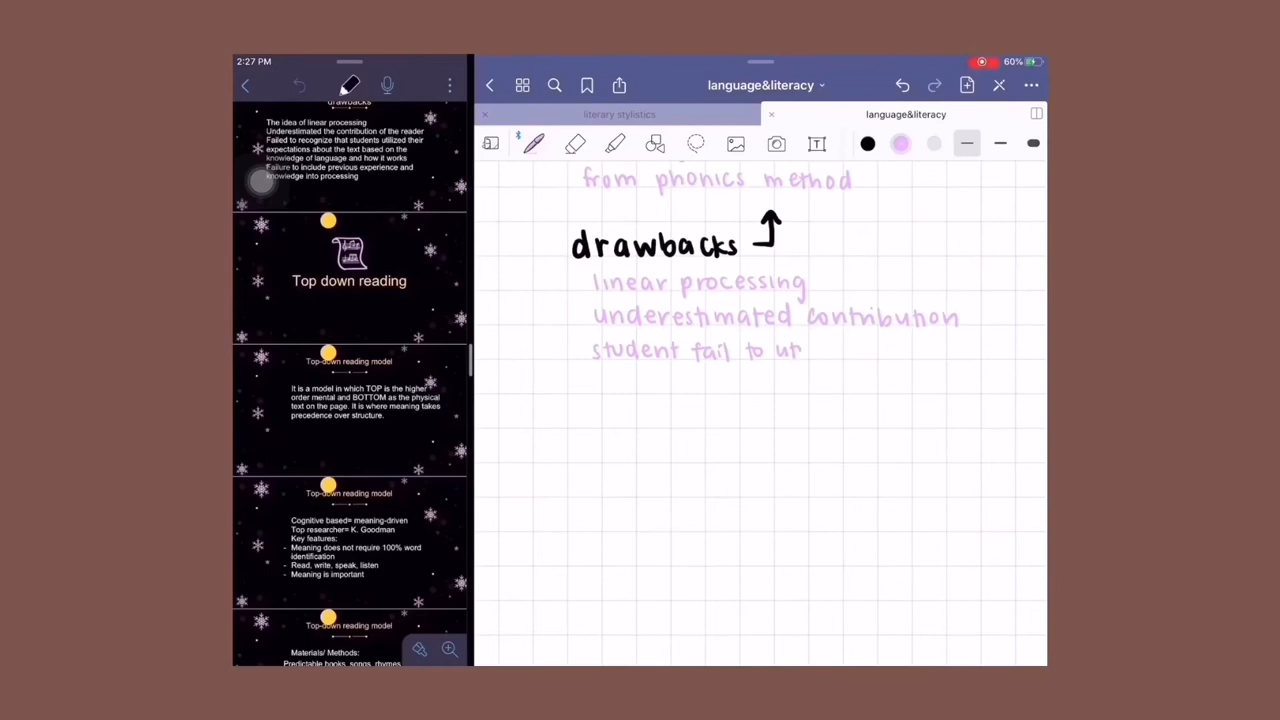 2:27 PM
60%
language&literacy
literary stylistics
language&literacy
drawbacks
The idea of linear processing
Underestimated the contribution of the reader
Failed to recognize that students utilized their
expectations about the text based on the
knowledge of language and how it works
Failure to include previous experience and
knowledge into processing
Top down reading
Top-down reading model
It is a model in which TOP is the higher
order mental and BOTTOM as the physical
text on the page. It is where meaning takes
precedence over structure.
Top-down reading model
Cognitive based= meaning-driven
Top researcher= K. Goodman
Key features:
- Meaning does not require 100% word
identification
- Read, write, speak, listen
- Meaning is important
Top-down reading model
Materials/ Methods:
Predictable books, songs, rhymes
from phonics method
drawbacks
linear processing
underestimated contribution
student fail to ut